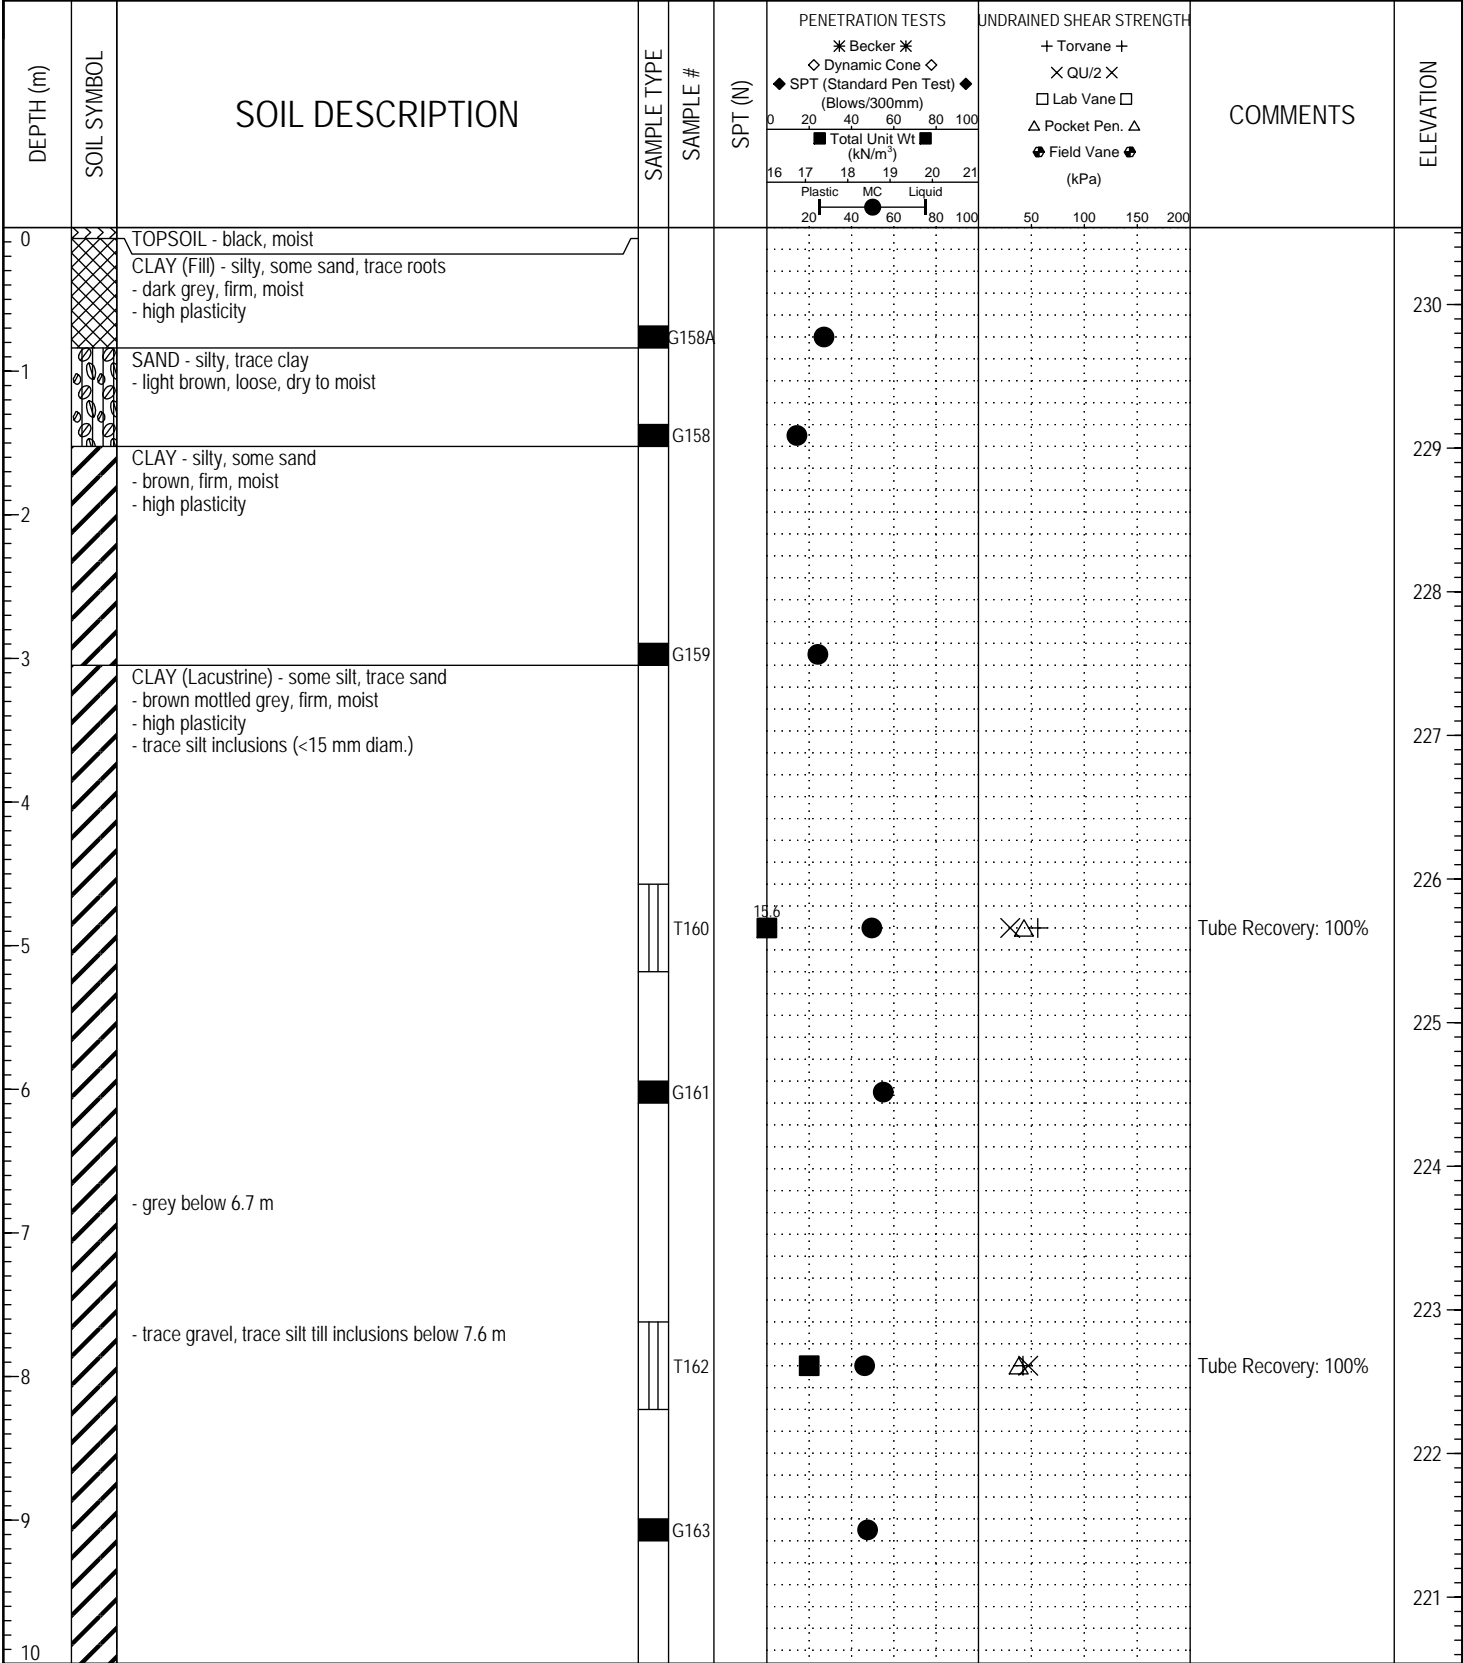 DEPTH (m)
SOIL SYMBOL
SOIL DESCRIPTION
SAMPLE TYPE
SAMPLE #
SPT (N)
PENETRATION TESTS
Becker
Dynamic Cone
SPT (Standard Pen Test)
(Blows/300mm)
0 20 40 60 80 100
Total Unit Wt
(kN/m³)
16 17 18 19 20 21
Plastic MC Liquid
20 40 60 80 100
UNDRAINED SHEAR STRENGTH
+ Torvane +
× QU/2 ×
□ Lab Vane □
△ Pocket Pen. △
Field Vane
(kPa)
50 100 150 200
COMMENTS
ELEVATION
0
TOPSOIL - black, moist
CLAY (Fill) - silty, some sand, trace roots
- dark grey, firm, moist
- high plasticity
230
G158A
SAND - silty, trace clay
1
- light brown, loose, dry to moist
G158
229
CLAY - silty, some sand
- brown, firm, moist
- high plasticity
2
228
G159
3
CLAY (Lacustrine) - some silt, trace sand
- brown mottled grey, firm, moist
- high plasticity
- trace silt inclusions (<15 mm diam.)
227
4
226
15.6
T160
Tube Recovery: 100%
5
225
6
G161
224
- grey below 6.7 m
7
223
- trace gravel, trace silt till inclusions below 7.6 m
T162
Tube Recovery: 100%
8
222
9
G163
221
10